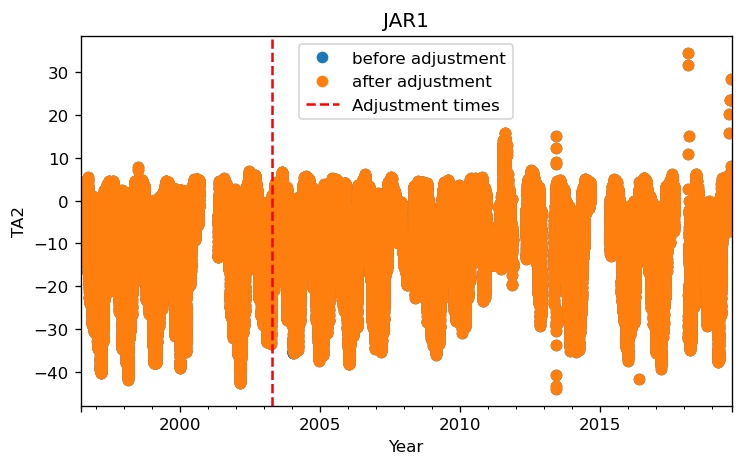 JAR1
before adjustment
after adjustment
Adjustment times
30
20
10
0
−10
−20
−30
−40
TA2
2000 2005 2010 2015
Year